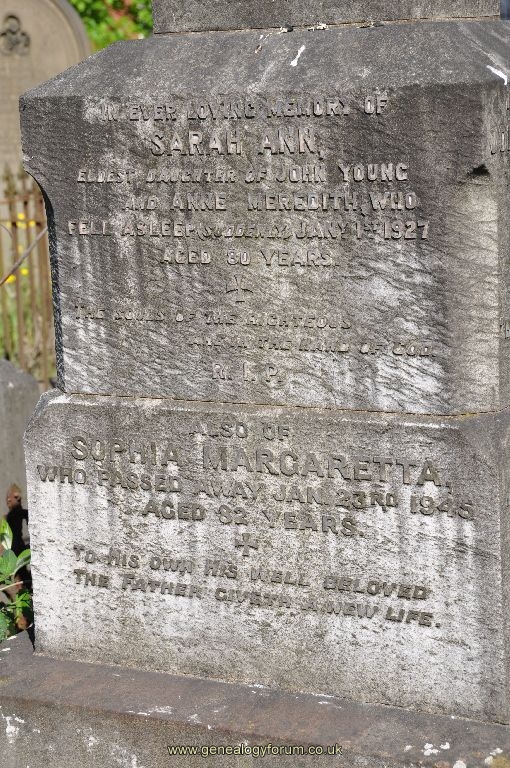 IN EVER LOVING MEMORY OF
SARAH ANN,
ELDEST DAUGHTER OF JOHN YOUNG
AND ANNE MEREDITH, WHO
FELL ASLEEP (SUDDENLY) JANY 1ST 1927
AGED 80 YEARS.
THE SOULS OF THE RIGHTEOUS
ARE IN THE HAND OF GOD.
R.I.P.
ALSO OF
SOPHIA MARGARETTA,
WHO PASSED AWAY JAN. 23RD 1945
AGED 92 YEARS.
TO HIS OWN HIS WELL BELOVED
THE FATHER GIVETH A NEW LIFE.
www.genealogyforum.co.uk